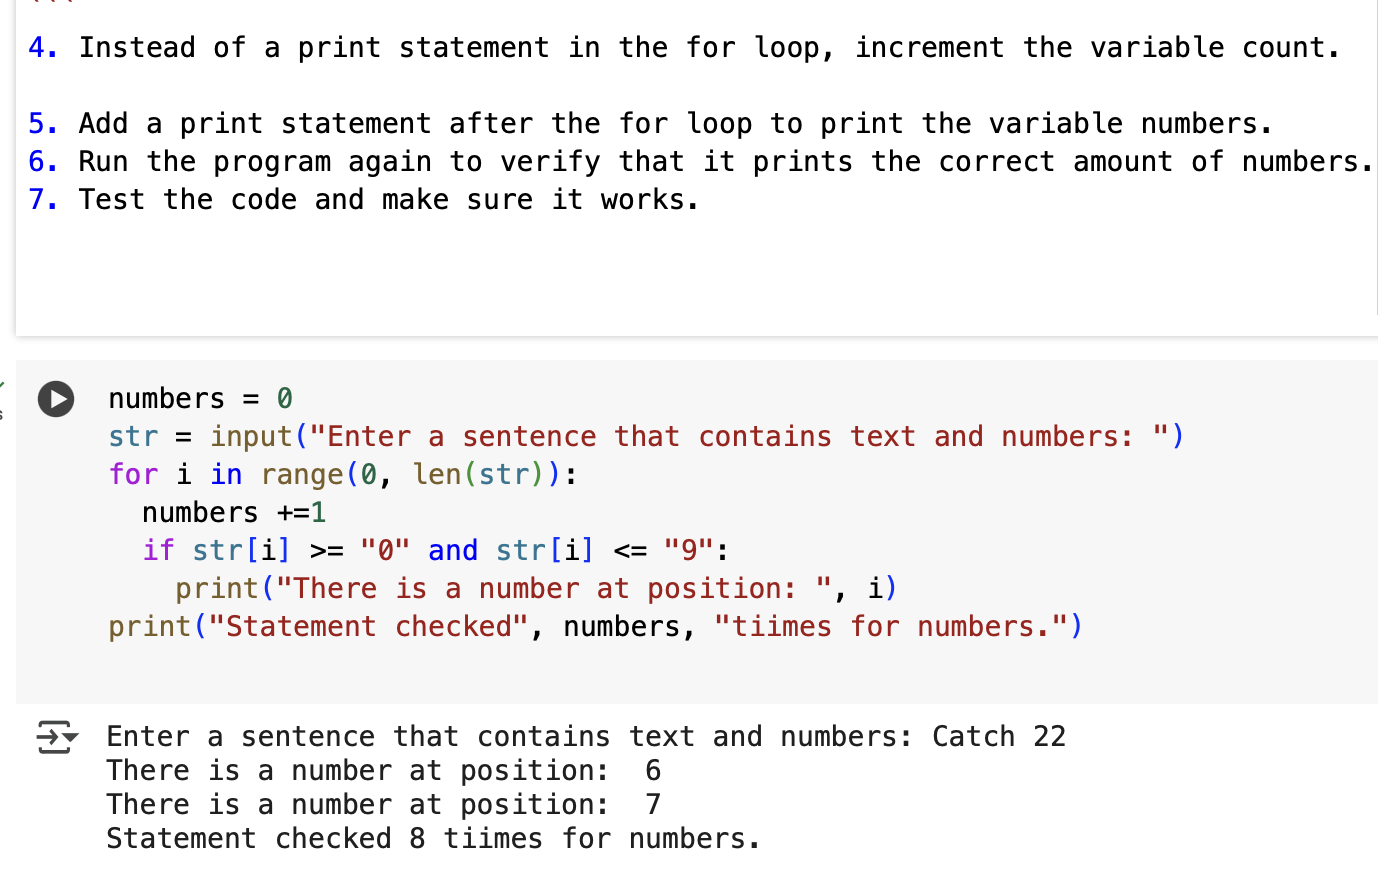 4. Instead of a print statement in the for loop, increment the variable count.
5. Add a print statement after the for loop to print the variable numbers.
6. Run the program again to verify that it prints the correct amount of numbers.
7. Test the code and make sure it works.
numbers = 0
str = input("Enter a sentence that contains text and numbers: ")
for i in range(0, len(str)):
  numbers +=1
  if str[i] >= "0" and str[i] <= "9":
    print("There is a number at position: ", i)
print("Statement checked", numbers, "tiimes for numbers.")
Enter a sentence that contains text and numbers: Catch 22
There is a number at position:  6
There is a number at position:  7
Statement checked 8 tiimes for numbers.